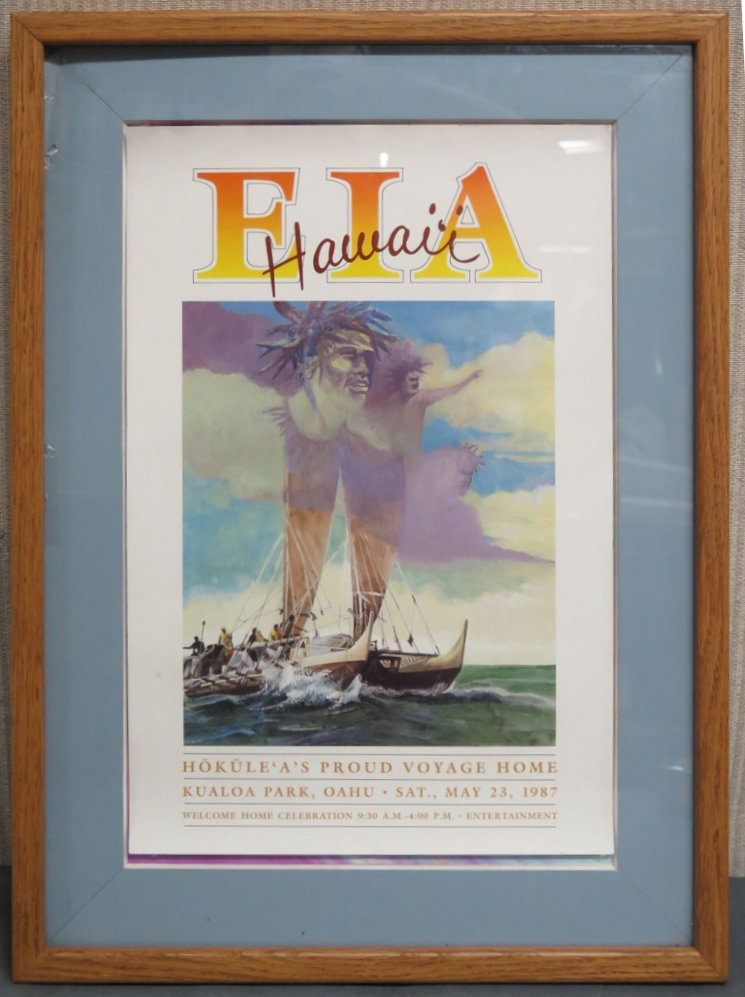 EIA
Hawai'i
HŌKŪLE‘A’S PROUD VOYAGE HOME
KUALOA PARK, OAHU • SAT., MAY 23, 1987
WELCOME HOME CELEBRATION 9:30 A.M.-4:00 P.M. • ENTERTAINMENT